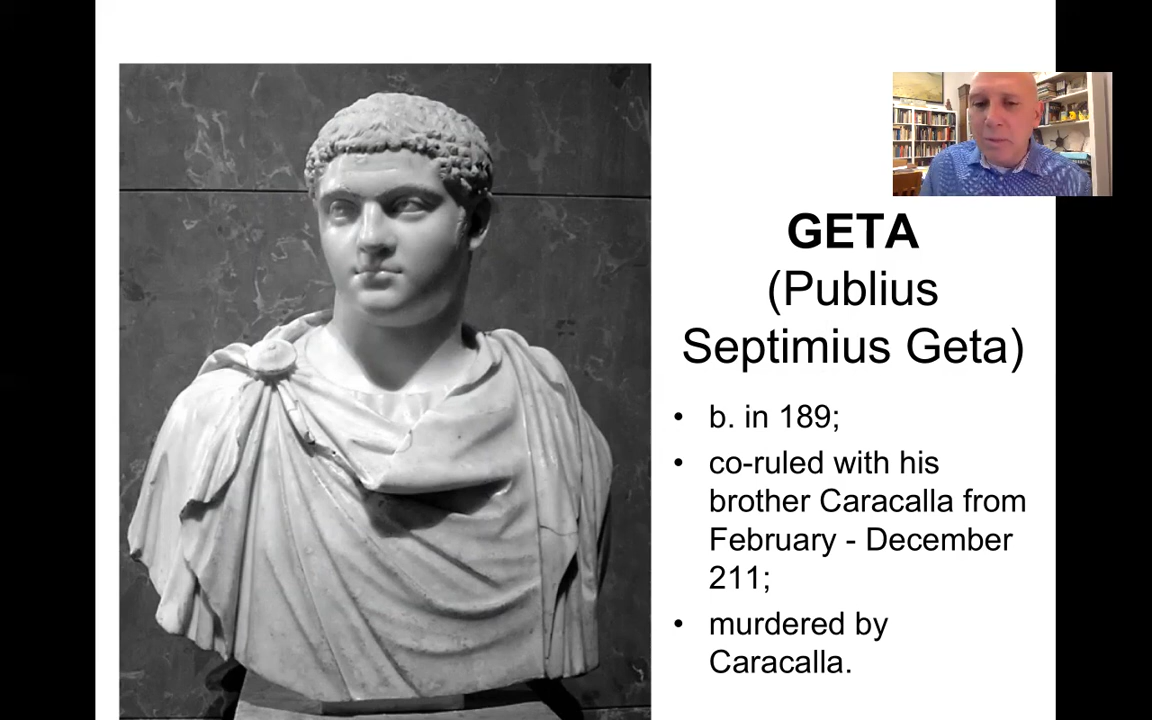 GETA
(Publius
Septimius Geta)
• b. in 189;
• co-ruled with his
brother Caracalla from
February - December
211;
• murdered by
Caracalla.